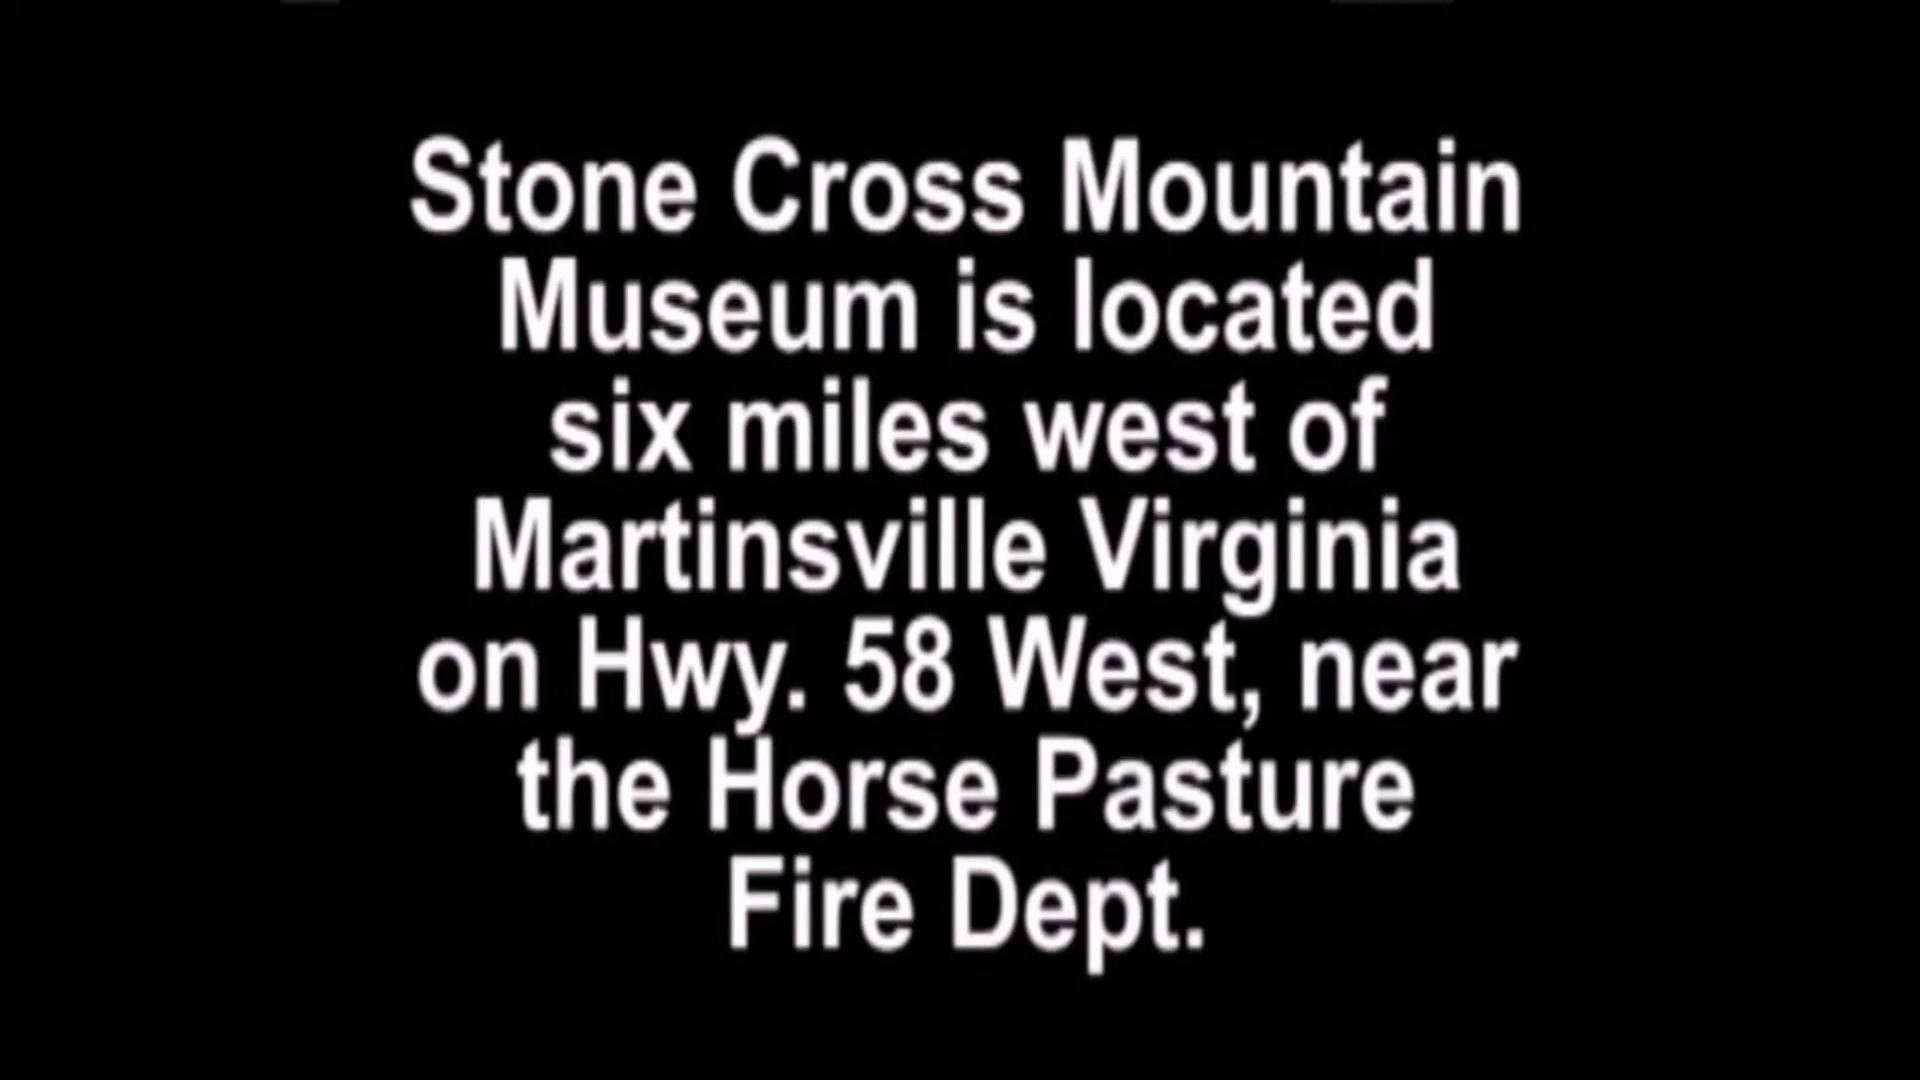 Stone Cross Mountain
Museum is located
six miles west of
Martinsville Virginia
on Hwy. 58 West, near
the Horse Pasture
Fire Dept.